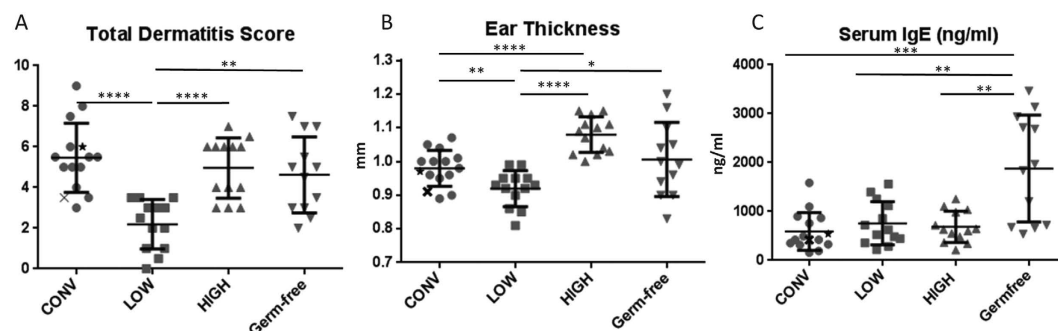 A
Total Dermatitis Score
10
8
6
4
2
0
**
****
****
CONV
LOW
HIGH
Germ-free
B
Ear Thickness
mm
1.3
1.2
1.1
1.0
0.9
0.8
0.7
****
**
*
****
CONV
LOW
HIGH
Germ-free
C
Serum IgE (ng/ml)
ng/ml
4000
3000
2000
1000
0
***
**
**
CONV
LOW
HIGH
Germfree